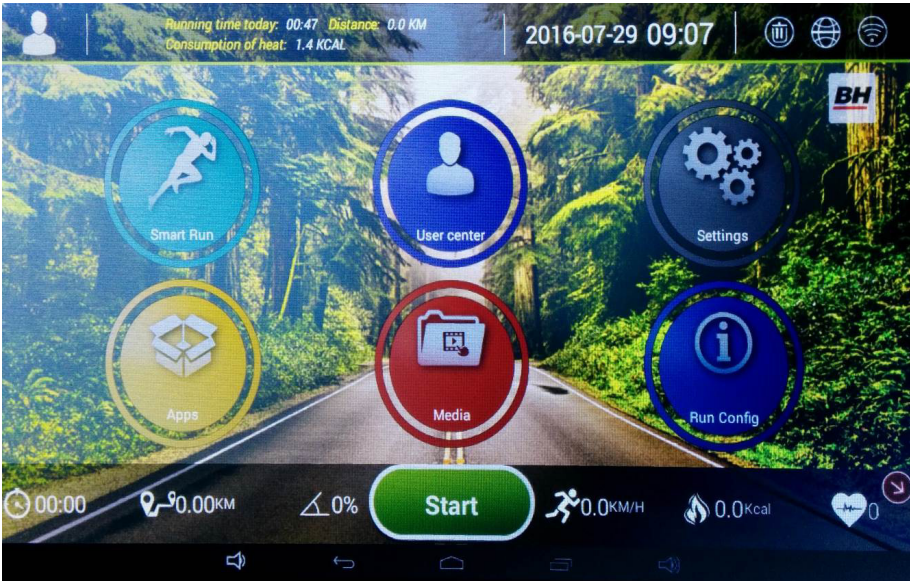 Running time today: 00:47 Distance: 0.0 KM
Consumption of heat: 1.4 KCAL
2016-07-29 09:07
BH
Smart Run
User center
Settings
Apps
Media
Run Config
00:00
0.00KM
0%
Start
0.0KM/H
0.0Kcal
0